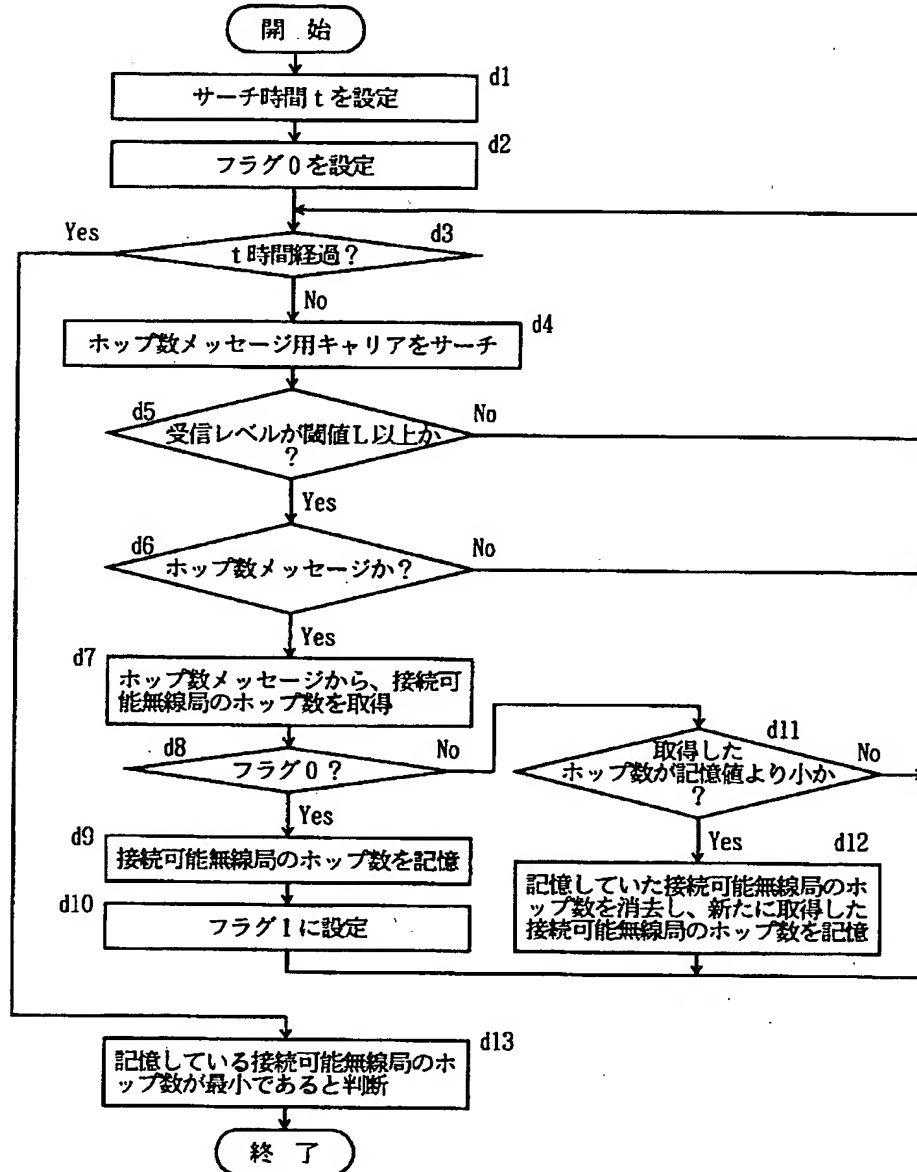 開 始
d1
サーチ時間tを設定
d2
フラグ0を設定
Yes
d3
t時間経過?
No
d4
ホップ数メッセージ用キャリアをサーチ
d5
No
受信レベルが閾値L以上か
?
Yes
d6
No
ホップ数メッセージか?
Yes
d7
ホップ数メッセージから、接続可
能無線局のホップ数を取得
d8
No
フラグ0?
d11
取得した
No
ホップ数が記憶値より小か
?
Yes
Yes
d9
接続可能無線局のホップ数を記憶
d10
フラグ1に設定
d12
記憶していた接続可能無線局のホ
ップ数を消去し、新たに取得した
接続可能無線局のホップ数を記憶
d13
記憶している接続可能無線局のホ
ップ数が最小であると判断
終 了